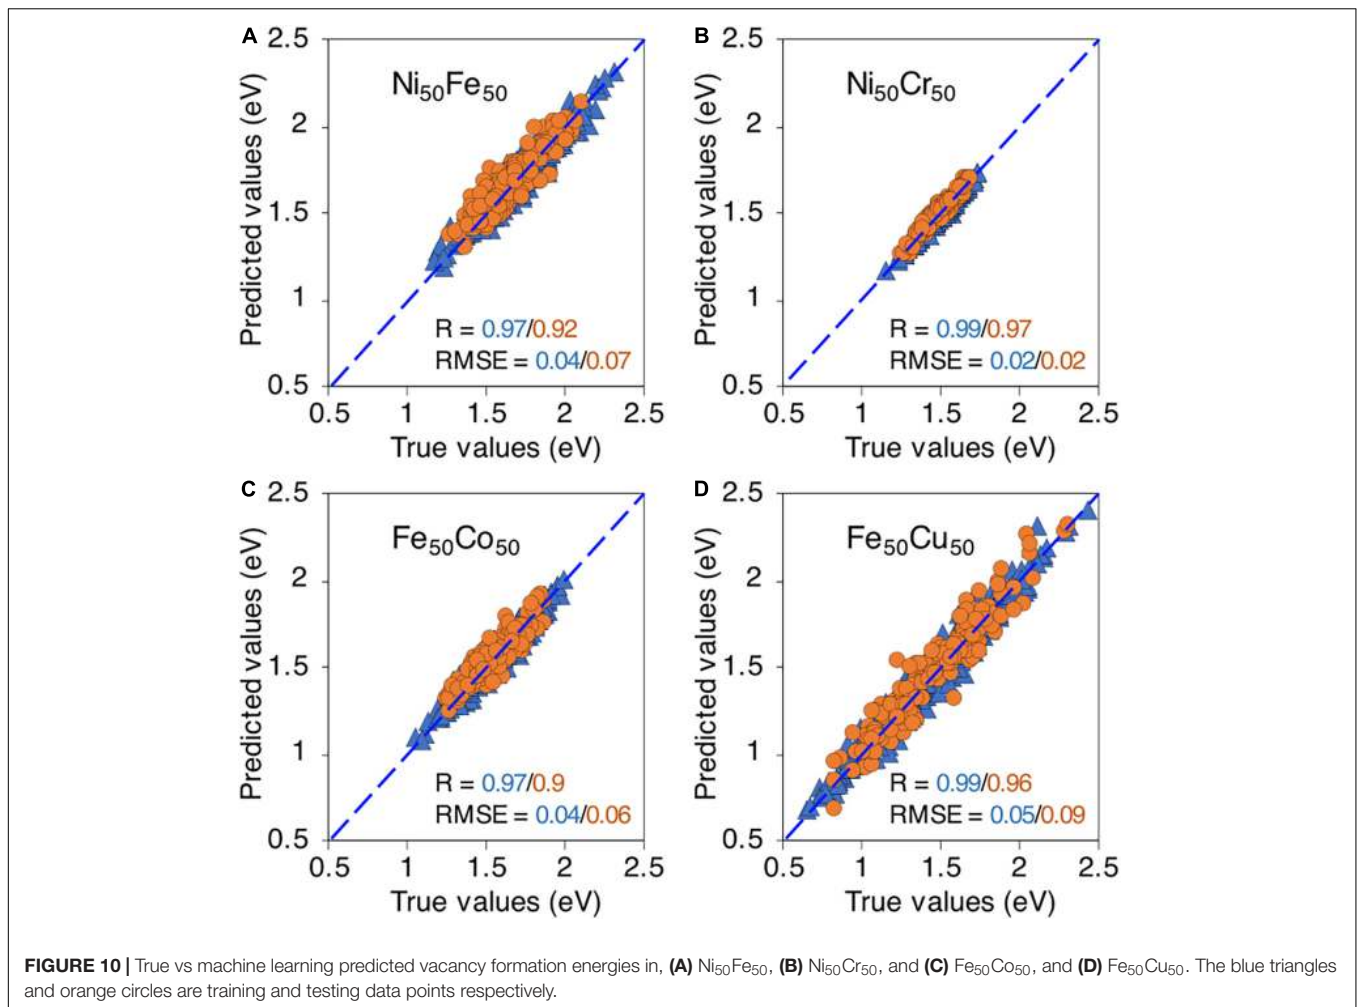 A
2.5
2
1.5
1
0.5
0.5 1 1.5 2 2.5
Predicted values (eV)
True values (eV)
Ni50Fe50
R = 0.97/0.92
RMSE = 0.04/0.07
B
2.5
2
1.5
1
0.5
0.5 1 1.5 2 2.5
Predicted values (eV)
True values (eV)
Ni50Cr50
R = 0.99/0.97
RMSE = 0.02/0.02
C
2.5
2
1.5
1
0.5
0.5 1 1.5 2 2.5
Predicted values (eV)
True values (eV)
Fe50Co50
R = 0.97/0.9
RMSE = 0.04/0.06
D
2.5
2
1.5
1
0.5
0.5 1 1.5 2 2.5
Predicted values (eV)
True values (eV)
Fe50Cu50
R = 0.99/0.96
RMSE = 0.05/0.09
FIGURE 10 | True vs machine learning predicted vacancy formation energies in, (A) Ni50Fe50, (B) Ni50Cr50, and (C) Fe50Co50, and (D) Fe50Cu50. The blue triangles
and orange circles are training and testing data points respectively.